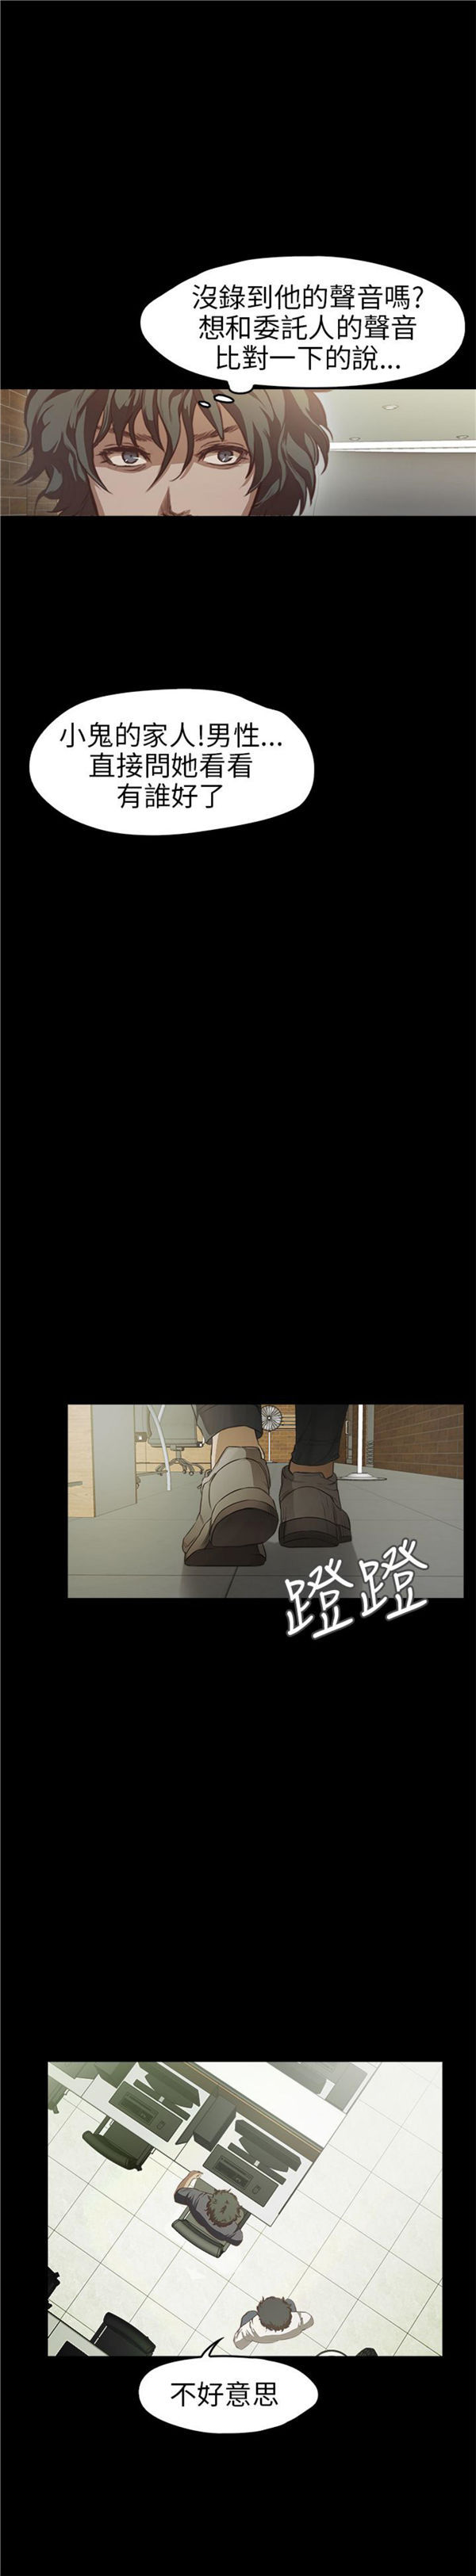 沒錄到他的聲音嗎?
想和委託人的聲音
比對一下的說...
小鬼的家人!男性...
直接問她看看
有誰好了
蹬蹬
不好意思